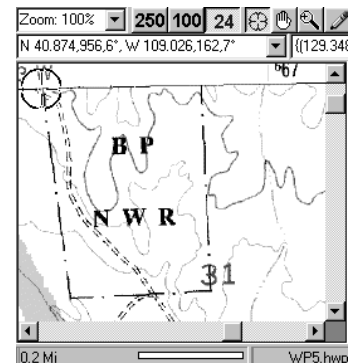 Zoom: 100% 250 100 24
N 40.874,956,6°, W 109.026,162,7° {(129.348
67
B P
N W R
31
0.2 Mi WP5.hwp